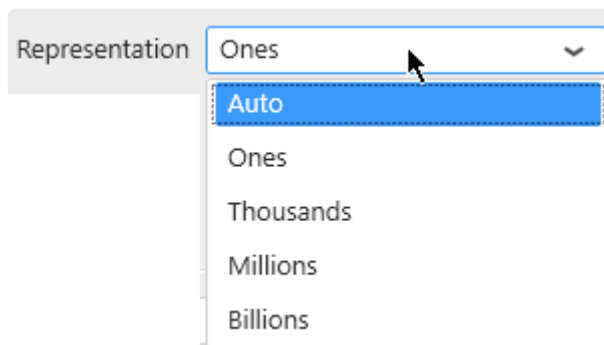 Representation Ones
Auto
Ones
Thousands
Millions
Billions